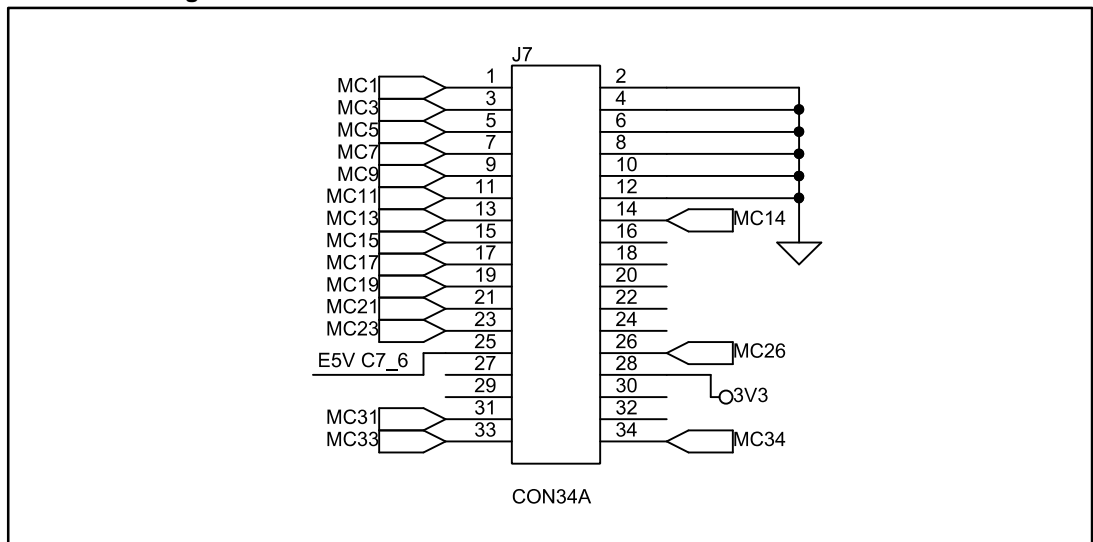 J7
MC1 1 2
MC3 3 4
MC5 5 6
MC7 7 8
MC9 9 10
MC11 11 12
MC13 13 14 MC14
MC15 15 16
MC17 17 18
MC19 19 20
MC21 21 22
MC23 23 24
25 26 MC26
E5V C7_6
27 28
29 30 3V3
MC31 31 32
MC33 33 34 MC34
CON34A